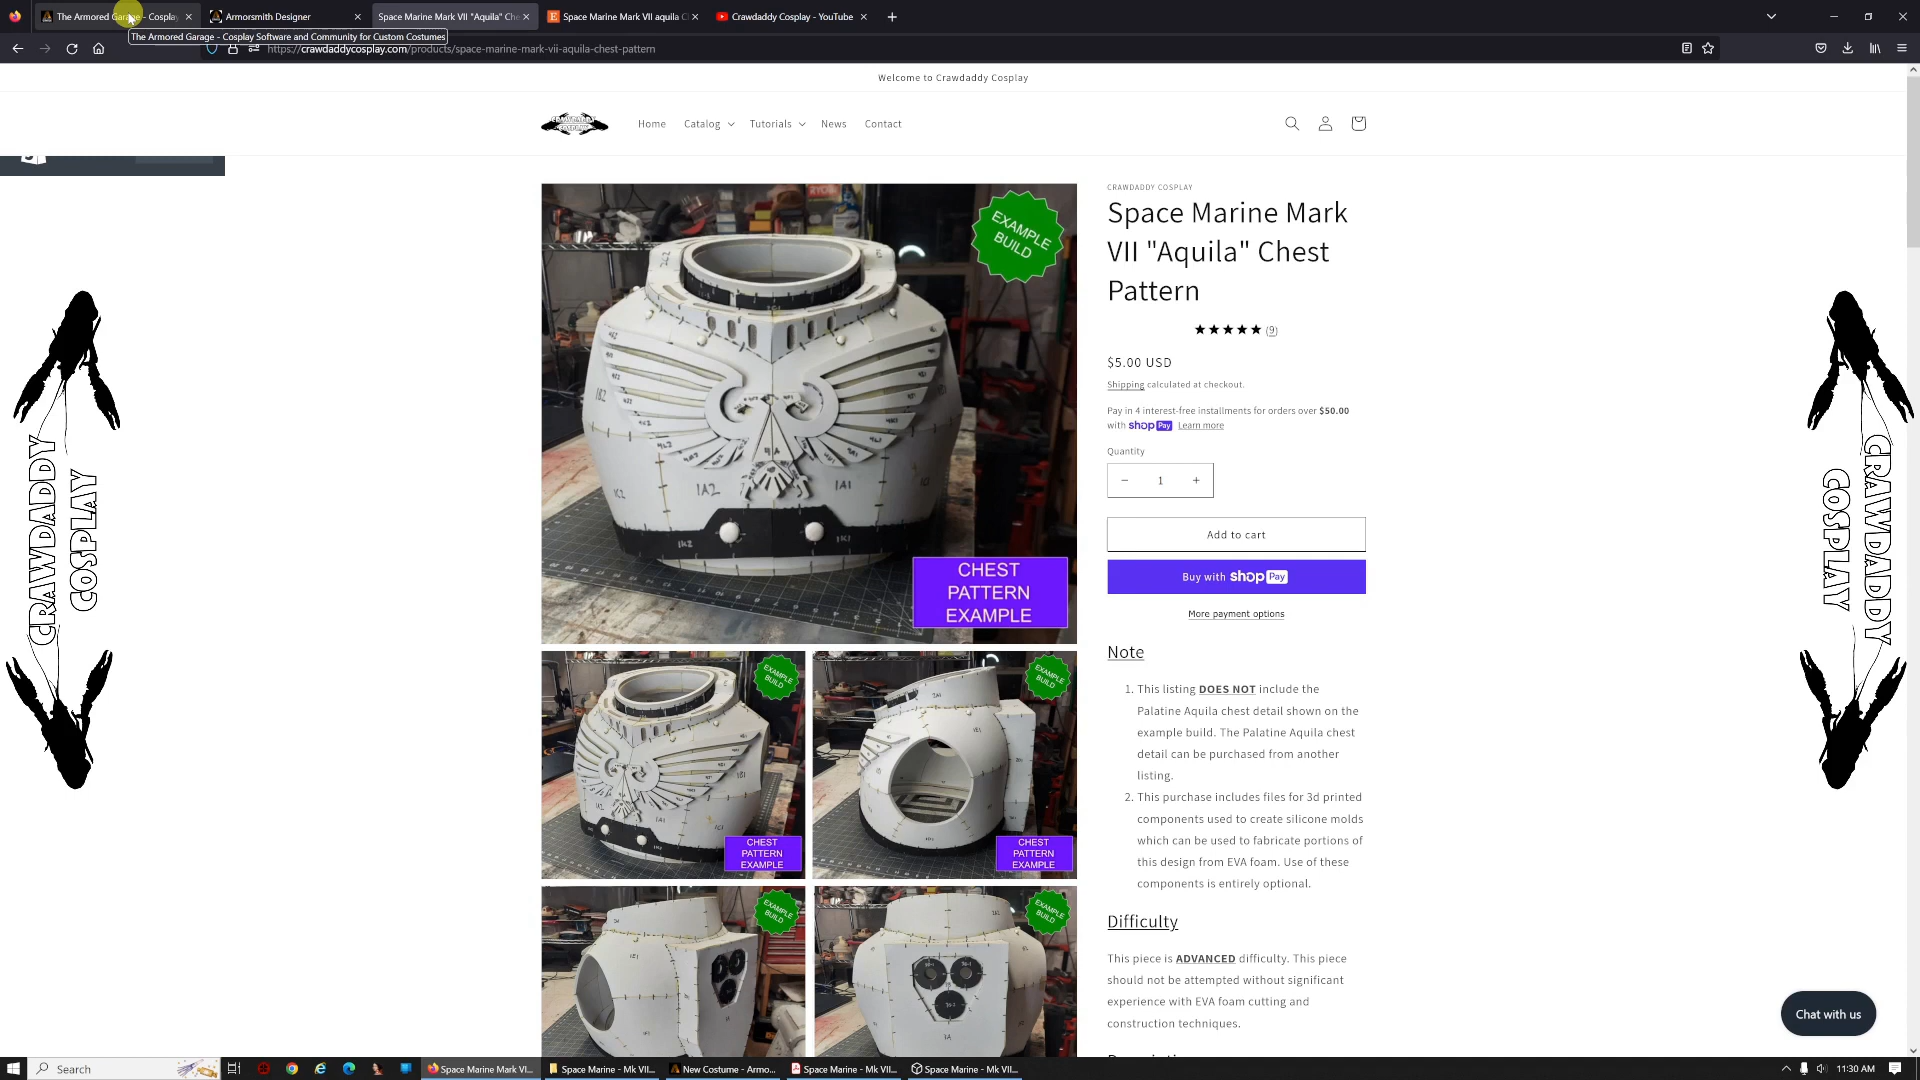 The Armored Garage - Cosplay
Armorsmith Designer
Space Marine Mark VII "Aquila" Che
Space Marine Mark VII aquila C
Crawdaddy Cosplay - YouTube
The Armored Garage - Cosplay Software and Community for Custom Costumes
https://crawdaddycosplay.com/products/space-marine-mark-vii-aquila-chest-pattern
Welcome to Crawdaddy Cosplay
CRAWDADDY COSPLAY
Home
Catalog
Tutorials
News
Contact
EXAMPLE BUILD
CHEST
PATTERN
EXAMPLE
CRAWDADDY COSPLAY
Space Marine Mark
VII "Aquila" Chest
Pattern
★★★★★ (9)
$5.00 USD
Shipping calculated at checkout.
Pay in 4 interest-free installments for orders over $50.00
with shop Pay Learn more
Quantity
− 1 +
Add to cart
Buy with shop Pay
More payment options
Note
1. This listing DOES NOT include the
Palatine Aquila chest detail shown on the
example build. The Palatine Aquila chest
detail can be purchased from another
listing.
2. This purchase includes files for 3d printed
components used to create silicone molds
which can be used to fabricate portions of
this design from EVA foam. Use of these
components is entirely optional.
Difficulty
This piece is ADVANCED difficulty. This piece
should not be attempted without significant
experience with EVA foam cutting and
construction techniques.
EXAMPLE BUILD
CHEST
PATTERN
EXAMPLE
EXAMPLE BUILD
CHEST
PATTERN
EXAMPLE
EXAMPLE BUILD
EXAMPLE BUILD
CRAWDADDY
COSPLAY
CRAWDADDY
COSPLAY
Chat with us
Search
Space Marine Mark VI...
Space Marine - Mk VII...
New Costume - Armo...
Space Marine - Mk VII...
Space Marine - Mk VII...
11:30 AM